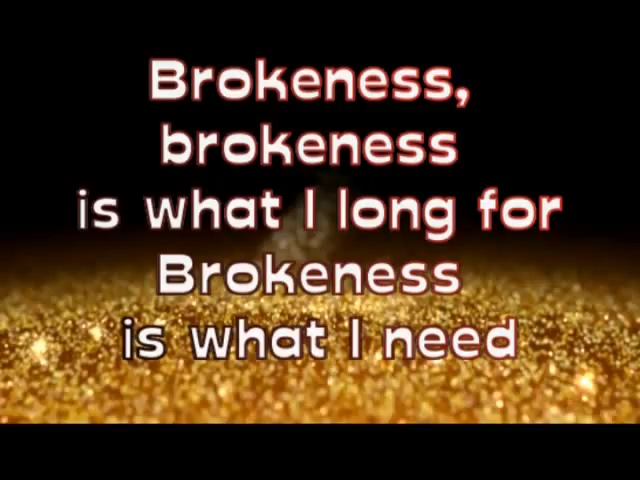 Brokeness,
brokeness
is what I long for
Brokeness
is what I need